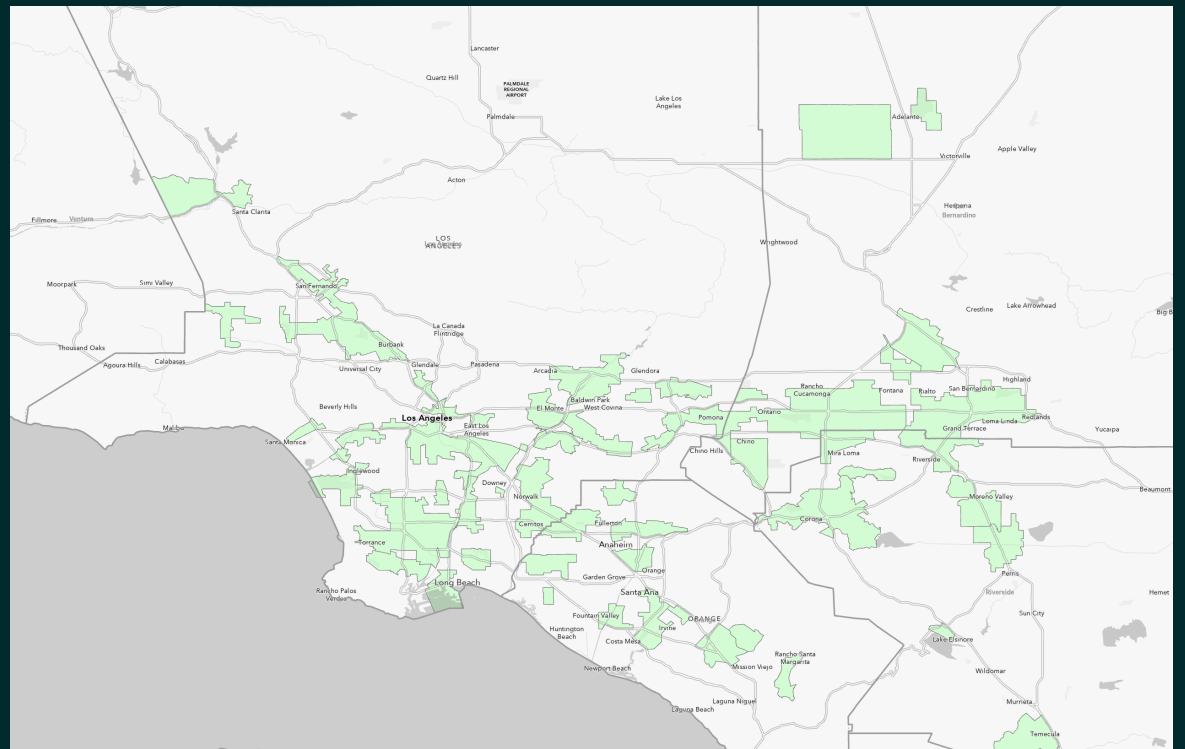 Lancaster
Quartz Hill
PALMDALE
REGIONAL
AIRPORT
Lake Los
Angeles
Palmdale
Adelanto
Victorville
Apple Valley
Acton
Santa Clarita
Fillmore
Ventura
Hesperia
Bernardino
LOS
ANGELES
Los Angeles
Wrightwood
Moorpark
Simi Valley
San Fernando
Crestline
Lake Arrowhead
Big B
La Canada
Flintridge
Thousand Oaks
Agoura Hills
Calabasas
Burbank
Universal City
Glendale
Pasadena
Arcadia
Glendora
Highland
Rancho
Cucamonga
Fontana
Rialto
San Bernardino
Beverly Hills
El Monte
Baldwin Park
West Covina
Los Angeles
Pomona
Ontario
Redlands
Loma Linda
Grand Terrace
Yucaipa
Malibu
Santa Monica
East Los
Angeles
Chino
Chino Hills
Mira Loma
Riverside
Inglewood
Downey
Norwalk
Beaumont
Moreno Valley
Cerritos
Fullerton
Corona
Torrance
Anaheim
Orange
Garden Grove
Long Beach
Rancho Palos
Verdes
Santa Ana
Perris
Riverside
Hemet
Fountain Valley
ORANGE
Sun City
Huntington
Beach
Irvine
Costa Mesa
Lake Elsinore
Newport Beach
Mission Viejo
Rancho Santa
Margarita
Wildomar
Laguna Niguel
Laguna Beach
Murrieta
Temecula